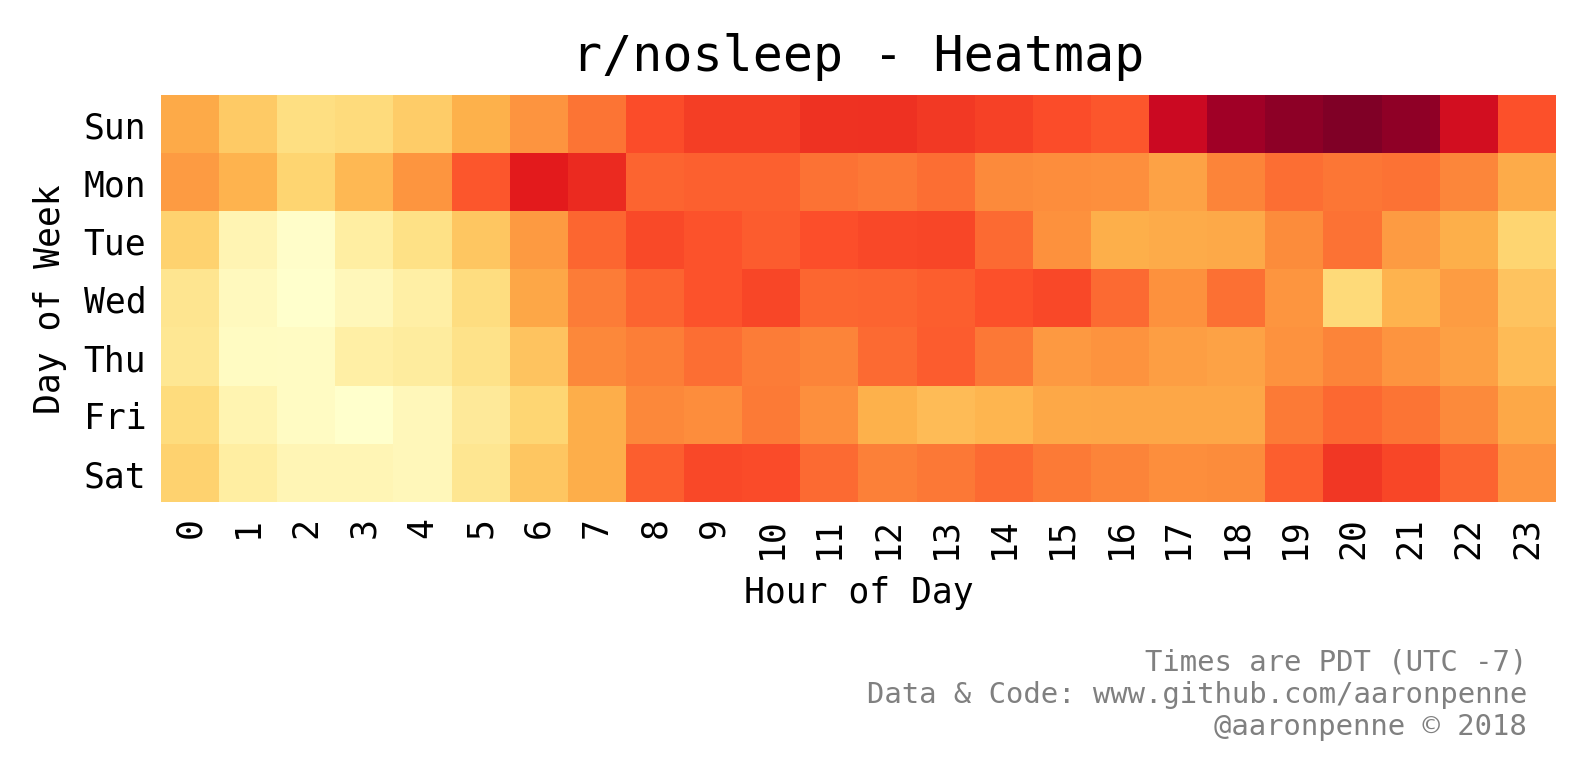 r/nosleep - Heatmap
Day of Week
Sun
Mon
Tue
Wed
Thu
Fri
Sat
0 1 2 3 4 5 6 7 8 9 10 11 12 13 14 15 16 17 18 19 20 21 22 23
Hour of Day
Times are PDT (UTC -7)
Data & Code: www.github.com/aaronpenne
@aaronpenne © 2018